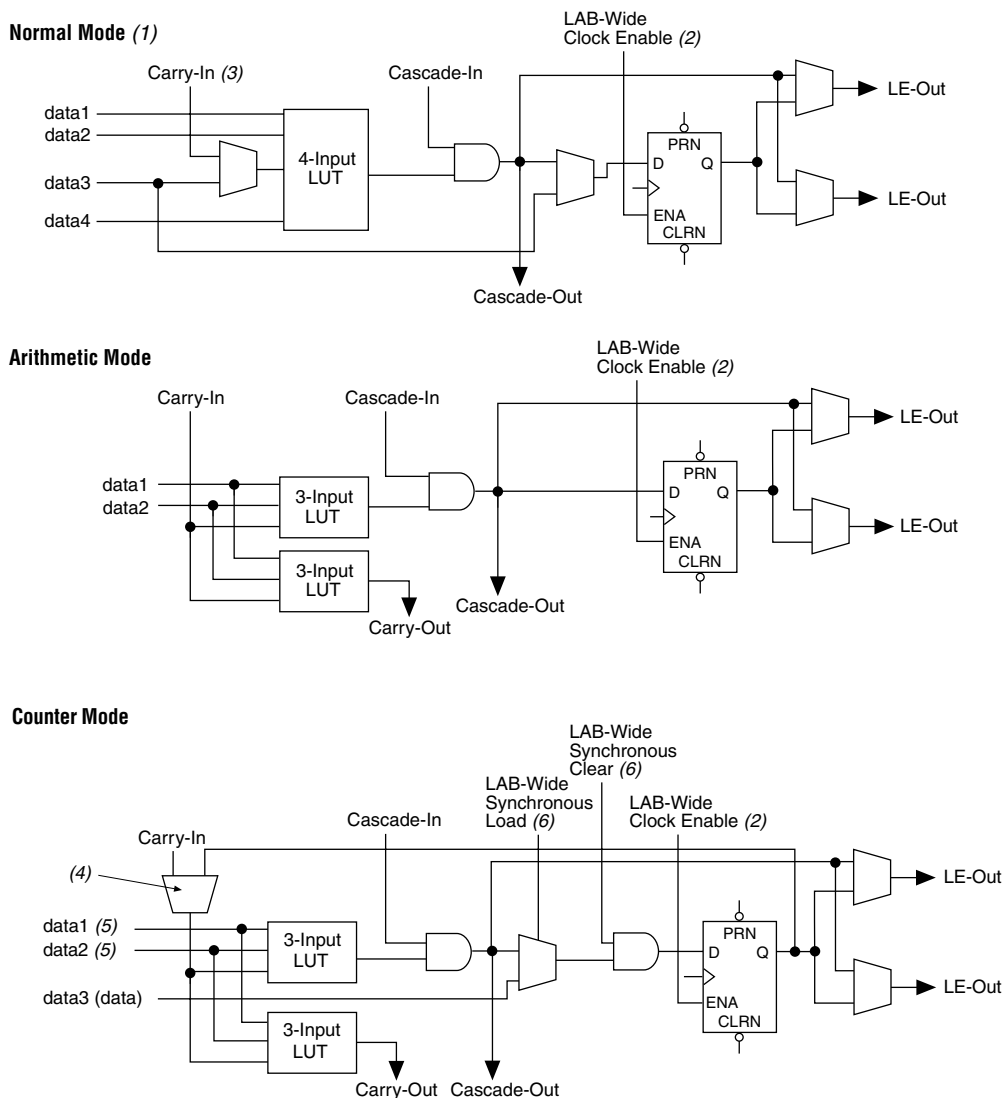 Normal Mode (1)
LAB-Wide
Clock Enable (2)
Carry-In (3)
Cascade-In
LE-Out
data1
data2
4-Input
LUT
PRN
D
Q
data3
LE-Out
data4
ENA
CLRN
Cascade-Out
Arithmetic Mode
LAB-Wide
Clock Enable (2)
Carry-In
Cascade-In
LE-Out
PRN
data1
3-Input
LUT
D
Q
data2
LE-Out
ENA
3-Input
LUT
CLRN
Cascade-Out
Carry-Out
Counter Mode
LAB-Wide
Synchronous
Clear (6)
LAB-Wide
Synchronous
Load (6)
LAB-Wide
Clock Enable (2)
Cascade-In
Carry-In
(4)
LE-Out
data1 (5)
data2 (5)
3-Input
LUT
PRN
D
Q
data3 (data)
LE-Out
ENA
CLRN
3-Input
LUT
Carry-Out
Cascade-Out